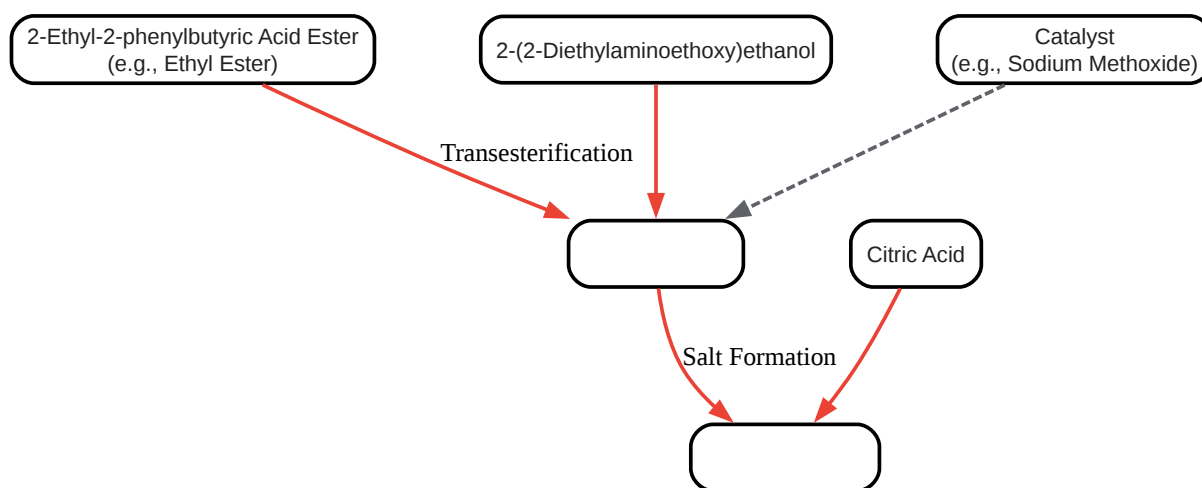 2-Ethyl-2-phenylbutyric Acid Ester
(e.g., Ethyl Ester)
2-(2-Diethylaminoethoxy)ethanol
Catalyst
(e.g., Sodium Methoxide)
Transesterification
Citric Acid
Salt Formation